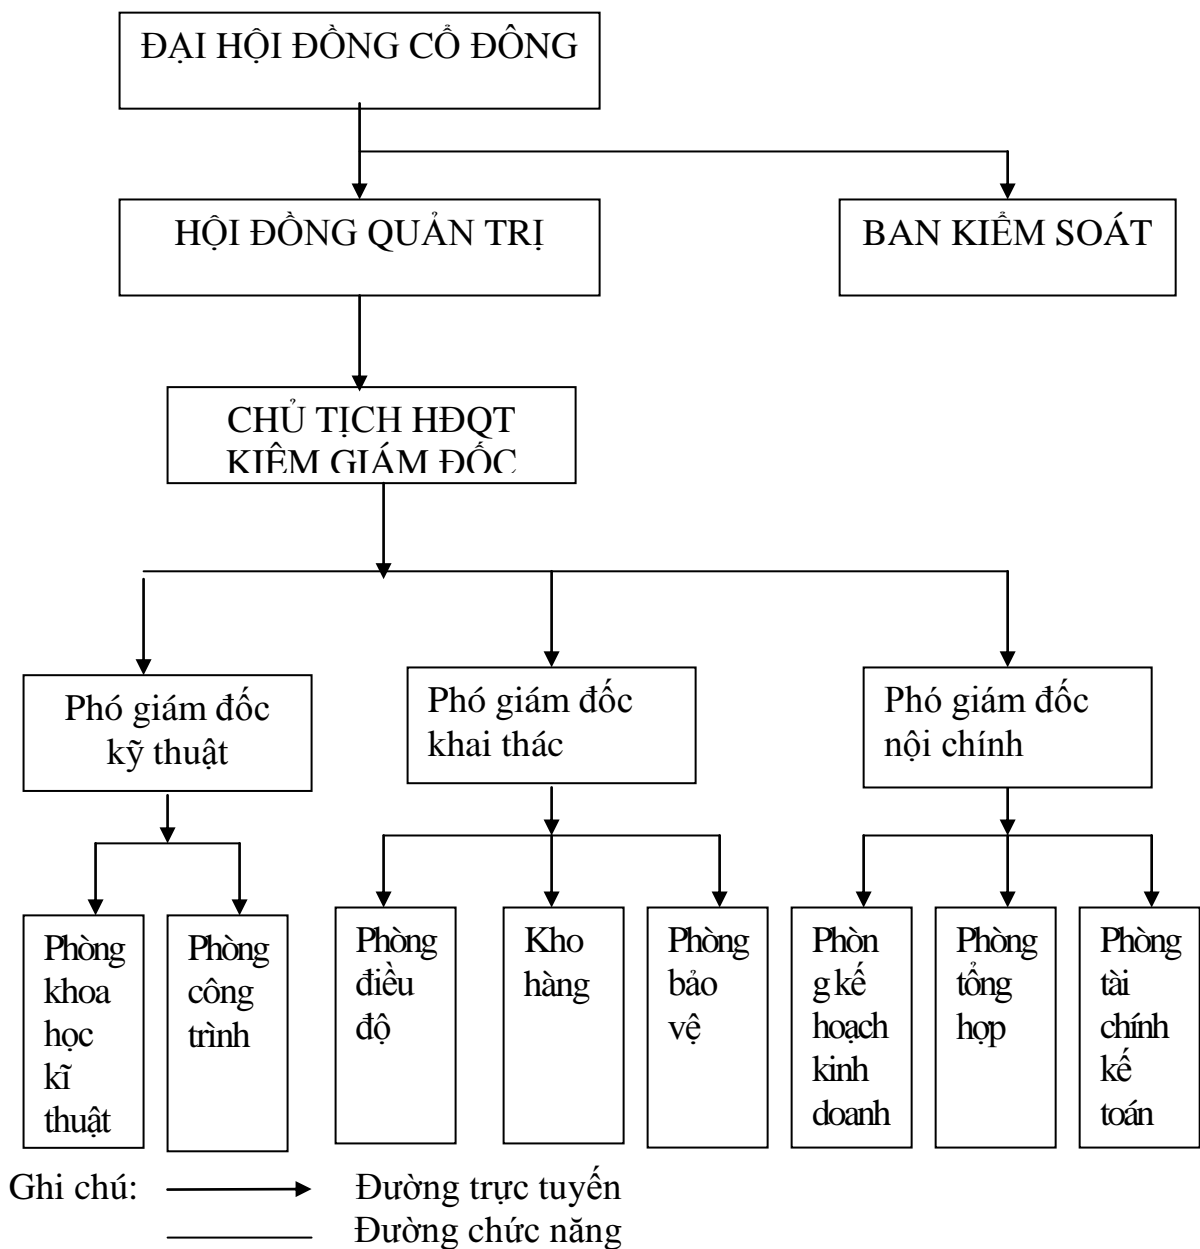 ĐẠI HỘI ĐỒNG CỔ ĐÔNG
HỘI ĐỒNG QUẢN TRỊ
BAN KIỂM SOÁT
CHỦ TỊCH HĐQT
KIÊM GIÁM ĐỐC
Phó giám đốc
kỹ thuật
Phó giám đốc
khai thác
Phó giám đốc
nội chính
Phòng
khoa
học
kĩ
thuật
Phòng
công
trình
Phòng
điều
độ
Kho
hàng
Phòng
bảo
vệ
Phòn
g kế
hoạch
kinh
doanh
Phòng
tổng
hợp
Phòng
tài
chính
kế
toán
Ghi chú:
Đường trực tuyến
Đường chức năng